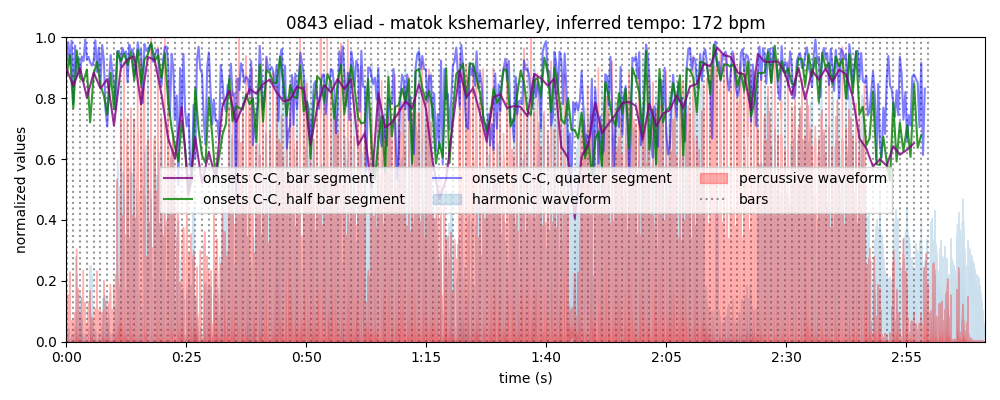 0843 eliad - matok kshemarley, inferred tempo: 172 bpm
normalized values
1.0
0.8
0.6
0.4
0.2
0.0
onsets C-C, bar segment
onsets C-C, half bar segment
onsets C-C, quarter segment
harmonic waveform
percussive waveform
bars
0:00 0:25 0:50 1:15 1:40 2:05 2:30 2:55
time (s)